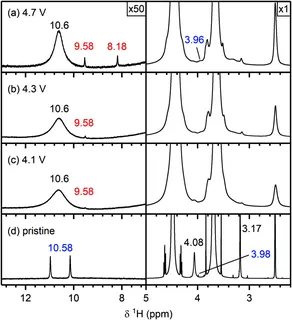 (a) 4.7 V
x50
x1
10.6
9.58
8.18
3.96
(b) 4.3 V
10.6
9.58
(c) 4.1 V
10.6
9.58
(d) pristine
10.58
4.08
3.17
3.98
12 10 8 6 5 4 3 2
δ ¹H (ppm)